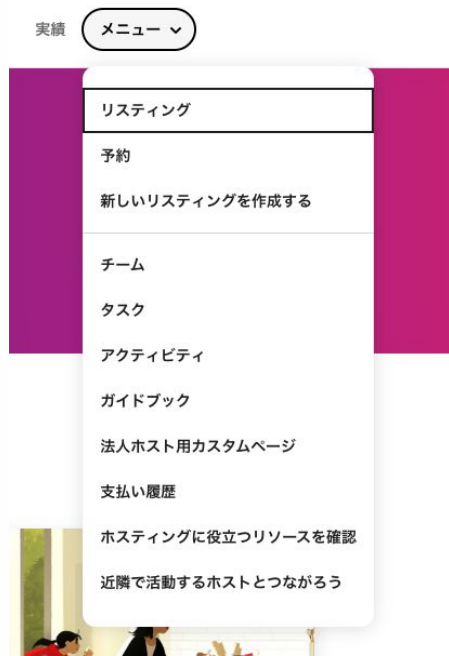 実績
メニュー
リスティング
予約
新しいリスティングを作成する
チーム
タスク
アクティビティ
ガイドブック
法人ホスト用カスタムページ
支払い履歴
ホスティングに役立つリソースを確認
近隣で活動するホストとつながろう